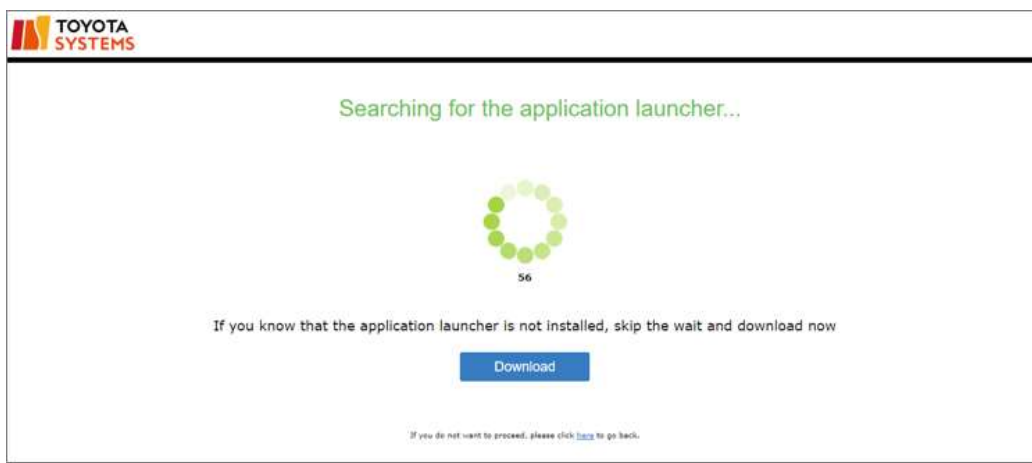 TOYOTA
SYSTEMS
Searching for the application launcher...
56
If you know that the application launcher is not installed, skip the wait and download now
Download
*If you do not want to proceed, please click here to go back.